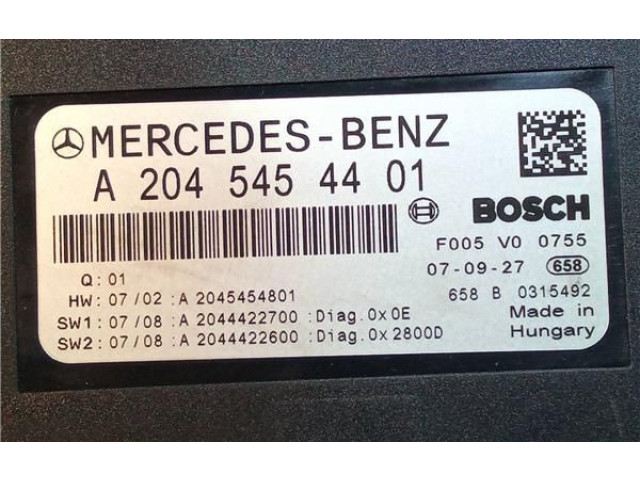 MERCEDES-BENZ
A 204 545 44 01
BOSCH
F005 V0 0755
07-09-27 658
Q: 01
HW: 07/02 :A 2045454801
658 B 0315492
SW1: 07/08 :A 2044422700 :Diag.0x0E
Made in
SW2: 07/08 :A 2044422600 :Diag.0x2800D
Hungary